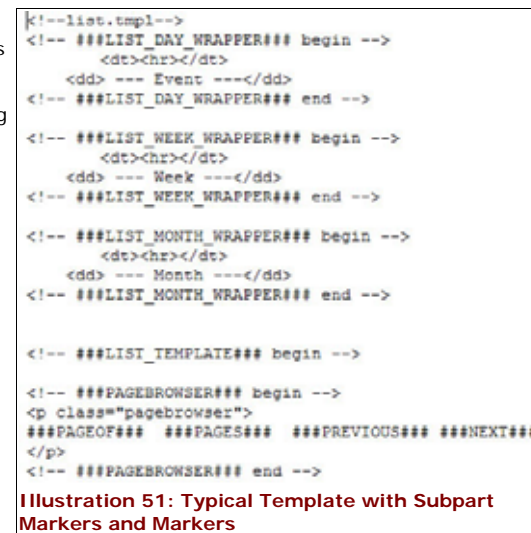 <!--list.tmpl-->
<!-- ###LIST_DAY_WRAPPER### begin -->
<dt><hr></dt>
<dd> --- Event ---</dd>
<!-- ###LIST_DAY_WRAPPER### end -->
<!-- ###LIST_WEEK_WRAPPER### begin -->
<dt><hr></dt>
<dd> --- Week ---</dd>
<!-- ###LIST_WEEK_WRAPPER### end -->
<!-- ###LIST_MONTH_WRAPPER### begin -->
<dt><hr></dt>
<dd> --- Month ---</dd>
<!-- ###LIST_MONTH_WRAPPER### end -->
<!-- ###LIST_TEMPLATE### begin -->
<!-- ###PAGEBROWSER### begin -->
<p class="pagebrowser">
###PAGEOF### ###PAGES### ###PREVIOUS### ###NEXT###
</p>
<!-- ###PAGEBROWSER### end -->
Illustration 51: Typical Template with Subpart
Markers and Markers